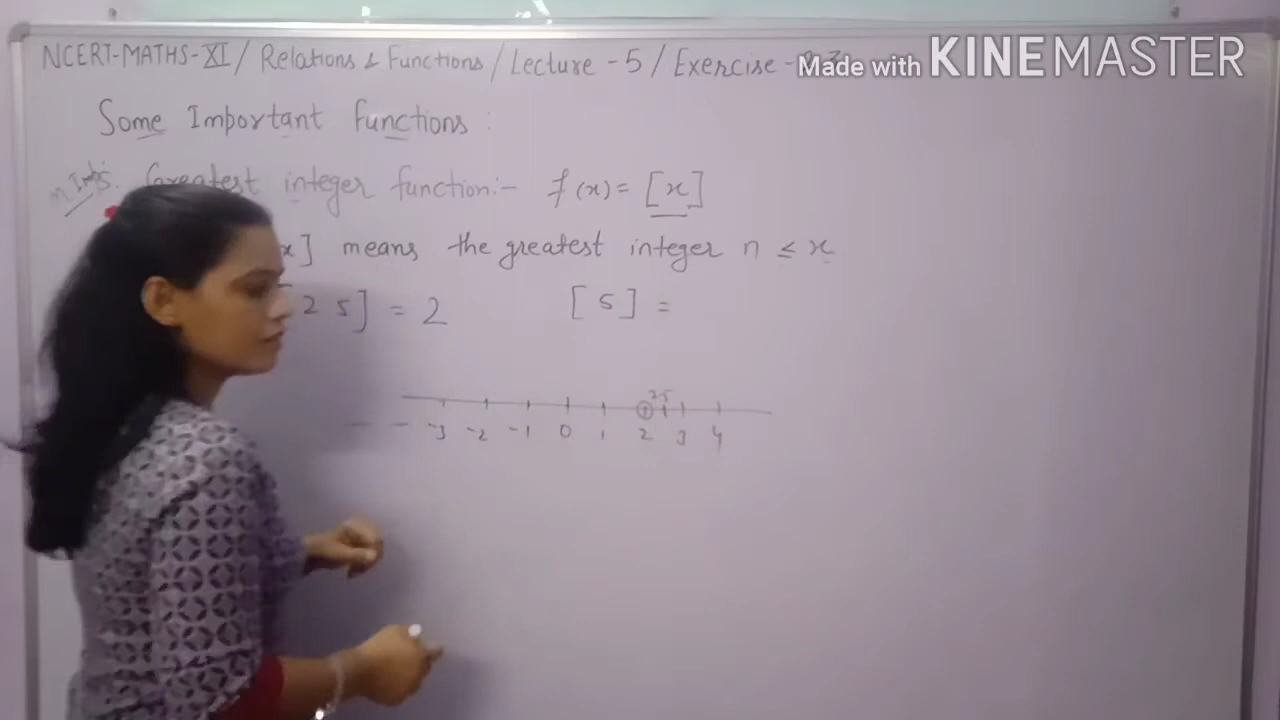 NCERT-MATHS-XI / Relations & Functions / Lecture - 5 / Exercise -
Made with KINEMASTER
Some Important functions :
Greatest integer function:- f(x) = [x]
x] means the greatest integer n ≤ x
2 5] = 2 [5] =
2.5
-3 -2 -1 0 1 2 3 4